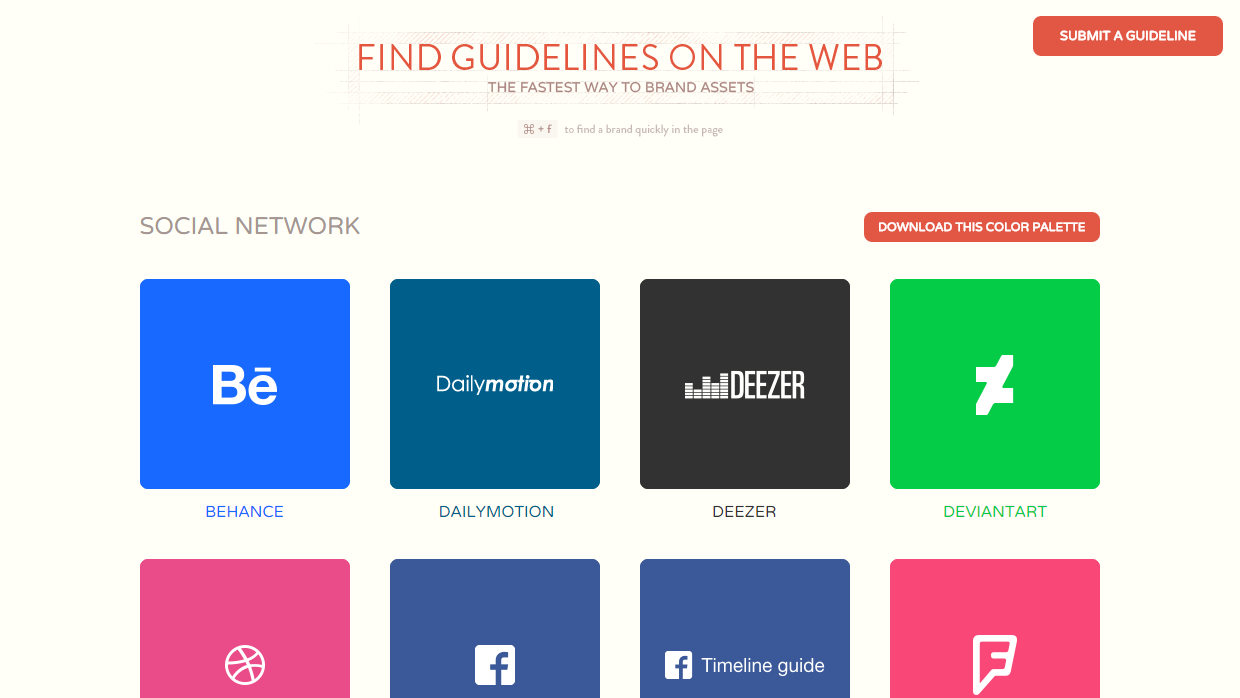 FIND GUIDELINES ON THE WEB
SUBMIT A GUIDELINE
THE FASTEST WAY TO BRAND ASSETS
⌘ + f to find a brand quickly in the page
SOCIAL NETWORK
DOWNLOAD THIS COLOR PALETTE
Bē
Dailymotion
DEEZER
BEHANCE
DAILYMOTION
DEEZER
DEVIANTART
f
f Timeline guide